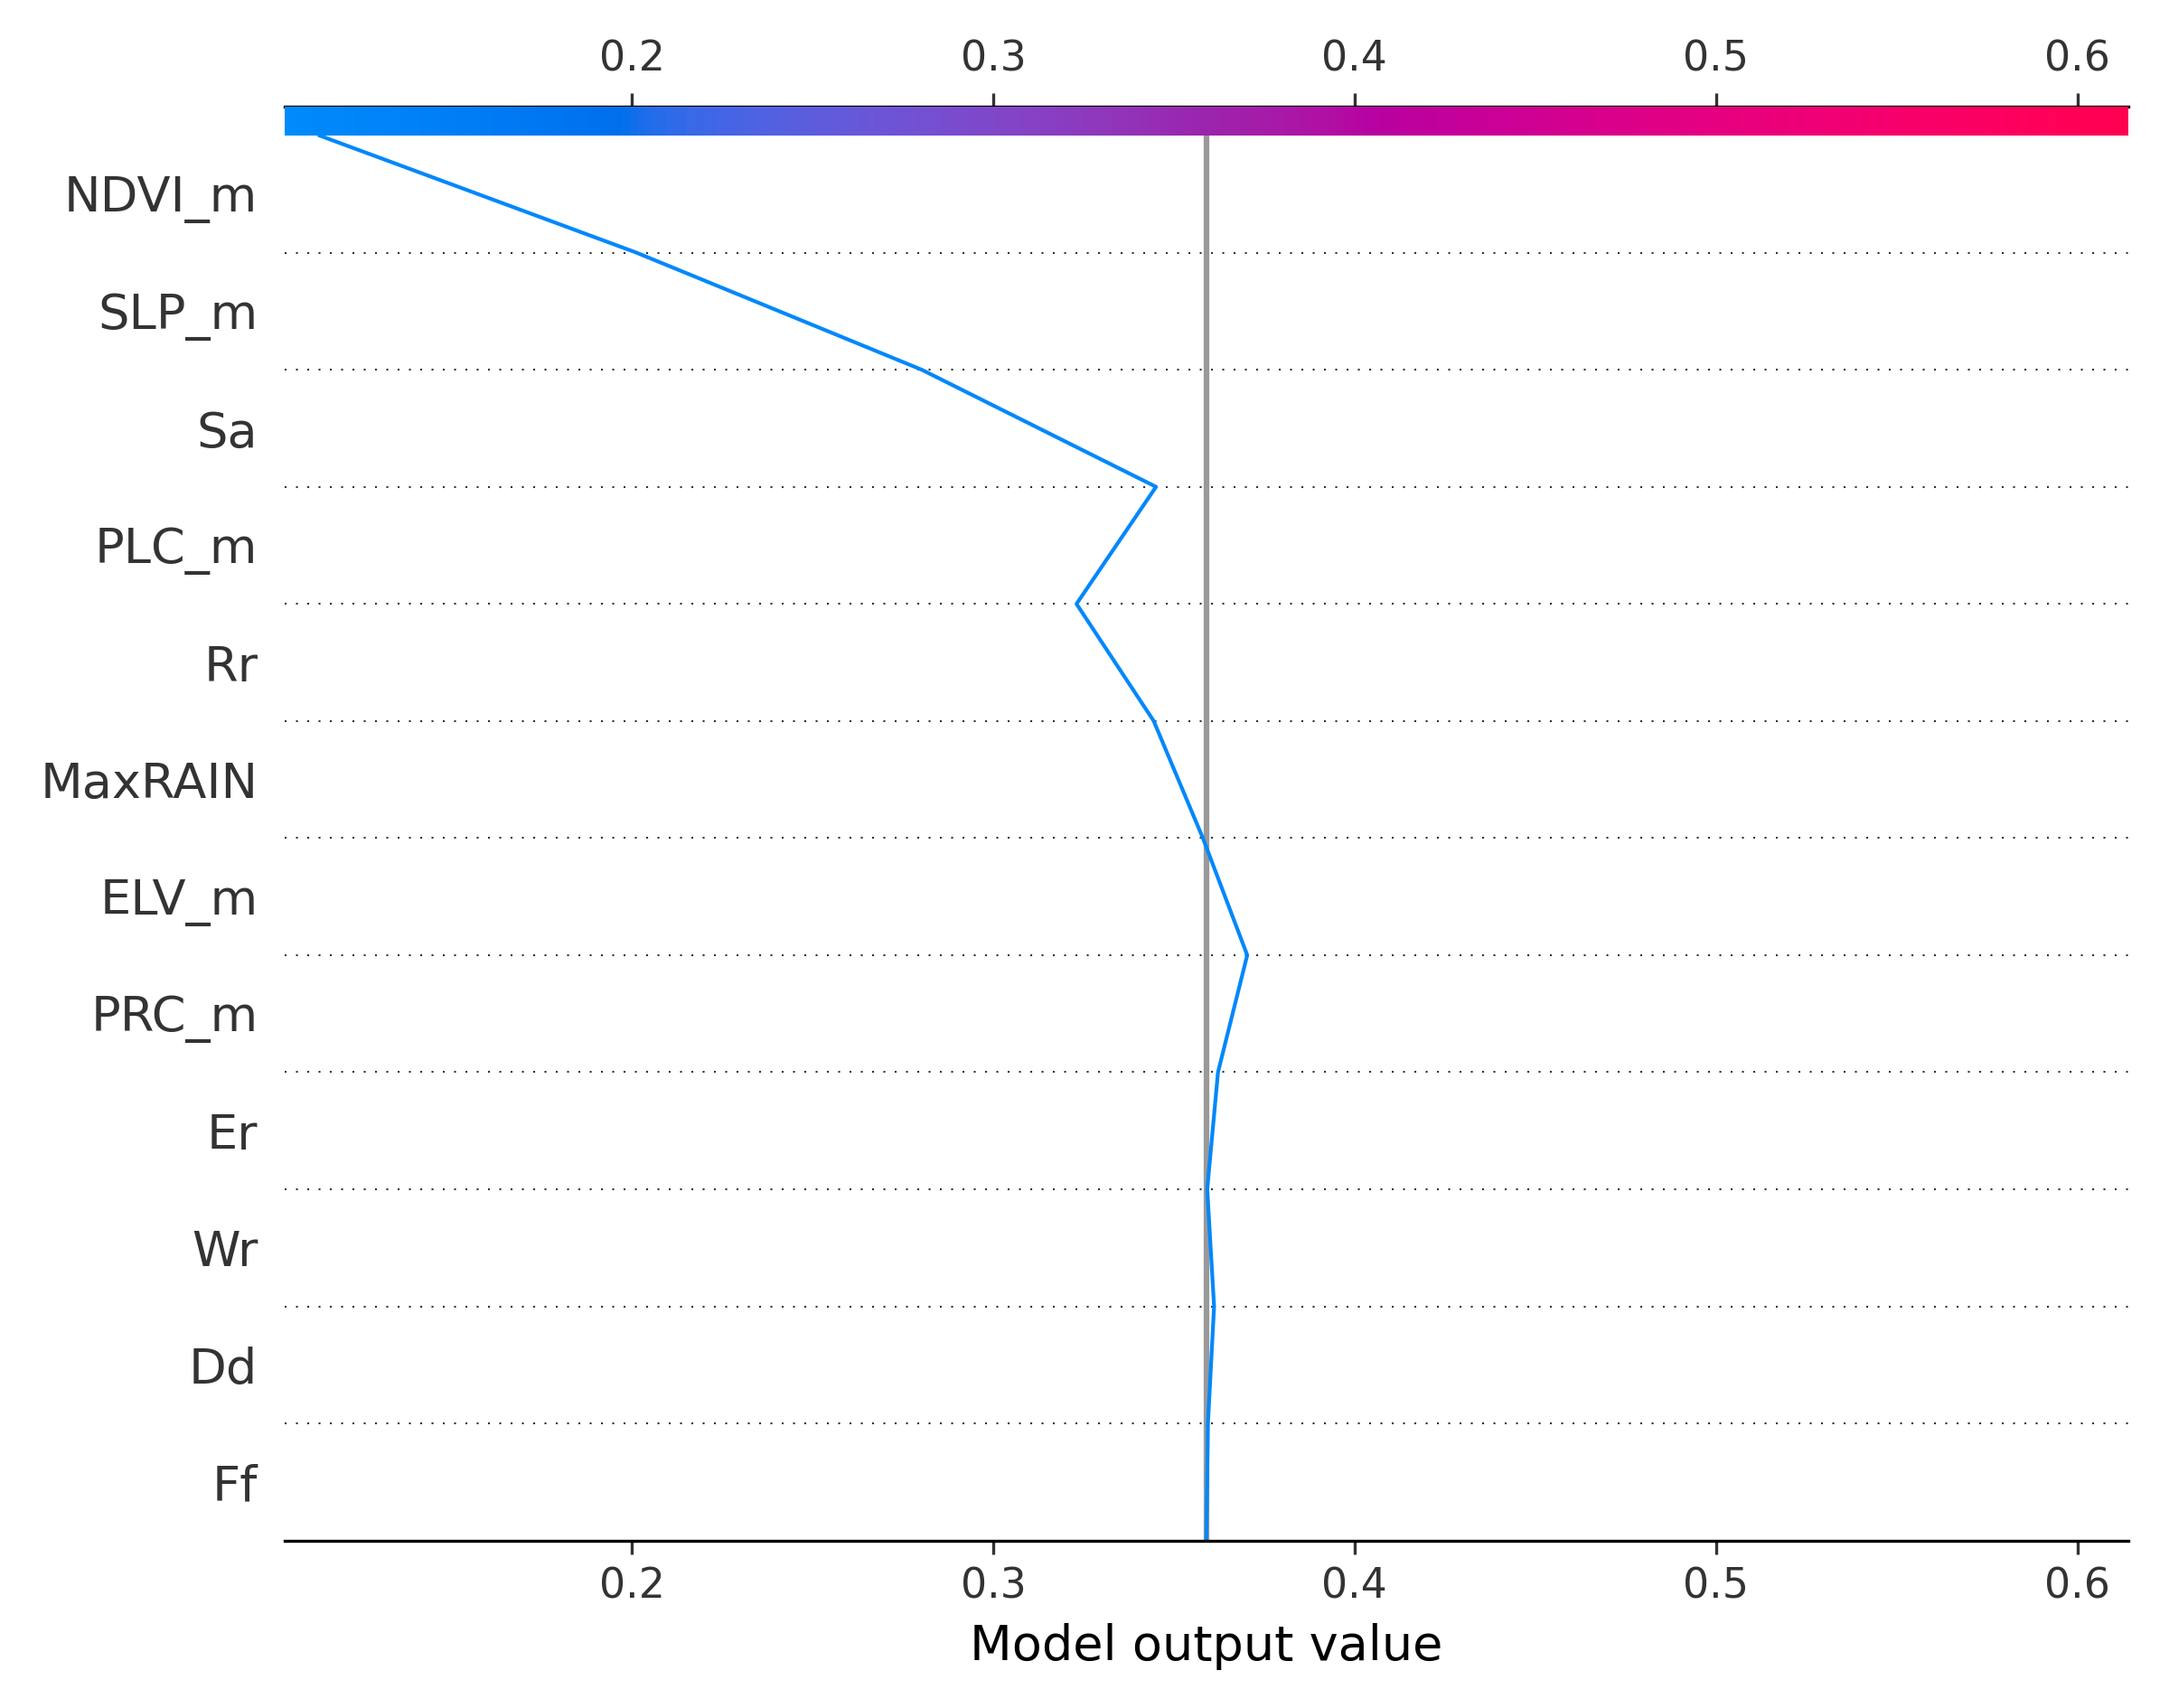 0.2 0.3 0.4 0.5 0.6
NDVI_m
SLP_m
Sa
PLC_m
Rr
MaxRAIN
ELV_m
PRC_m
Er
Wr
Dd
Ff
0.2 0.3 0.4 0.5 0.6
Model output value